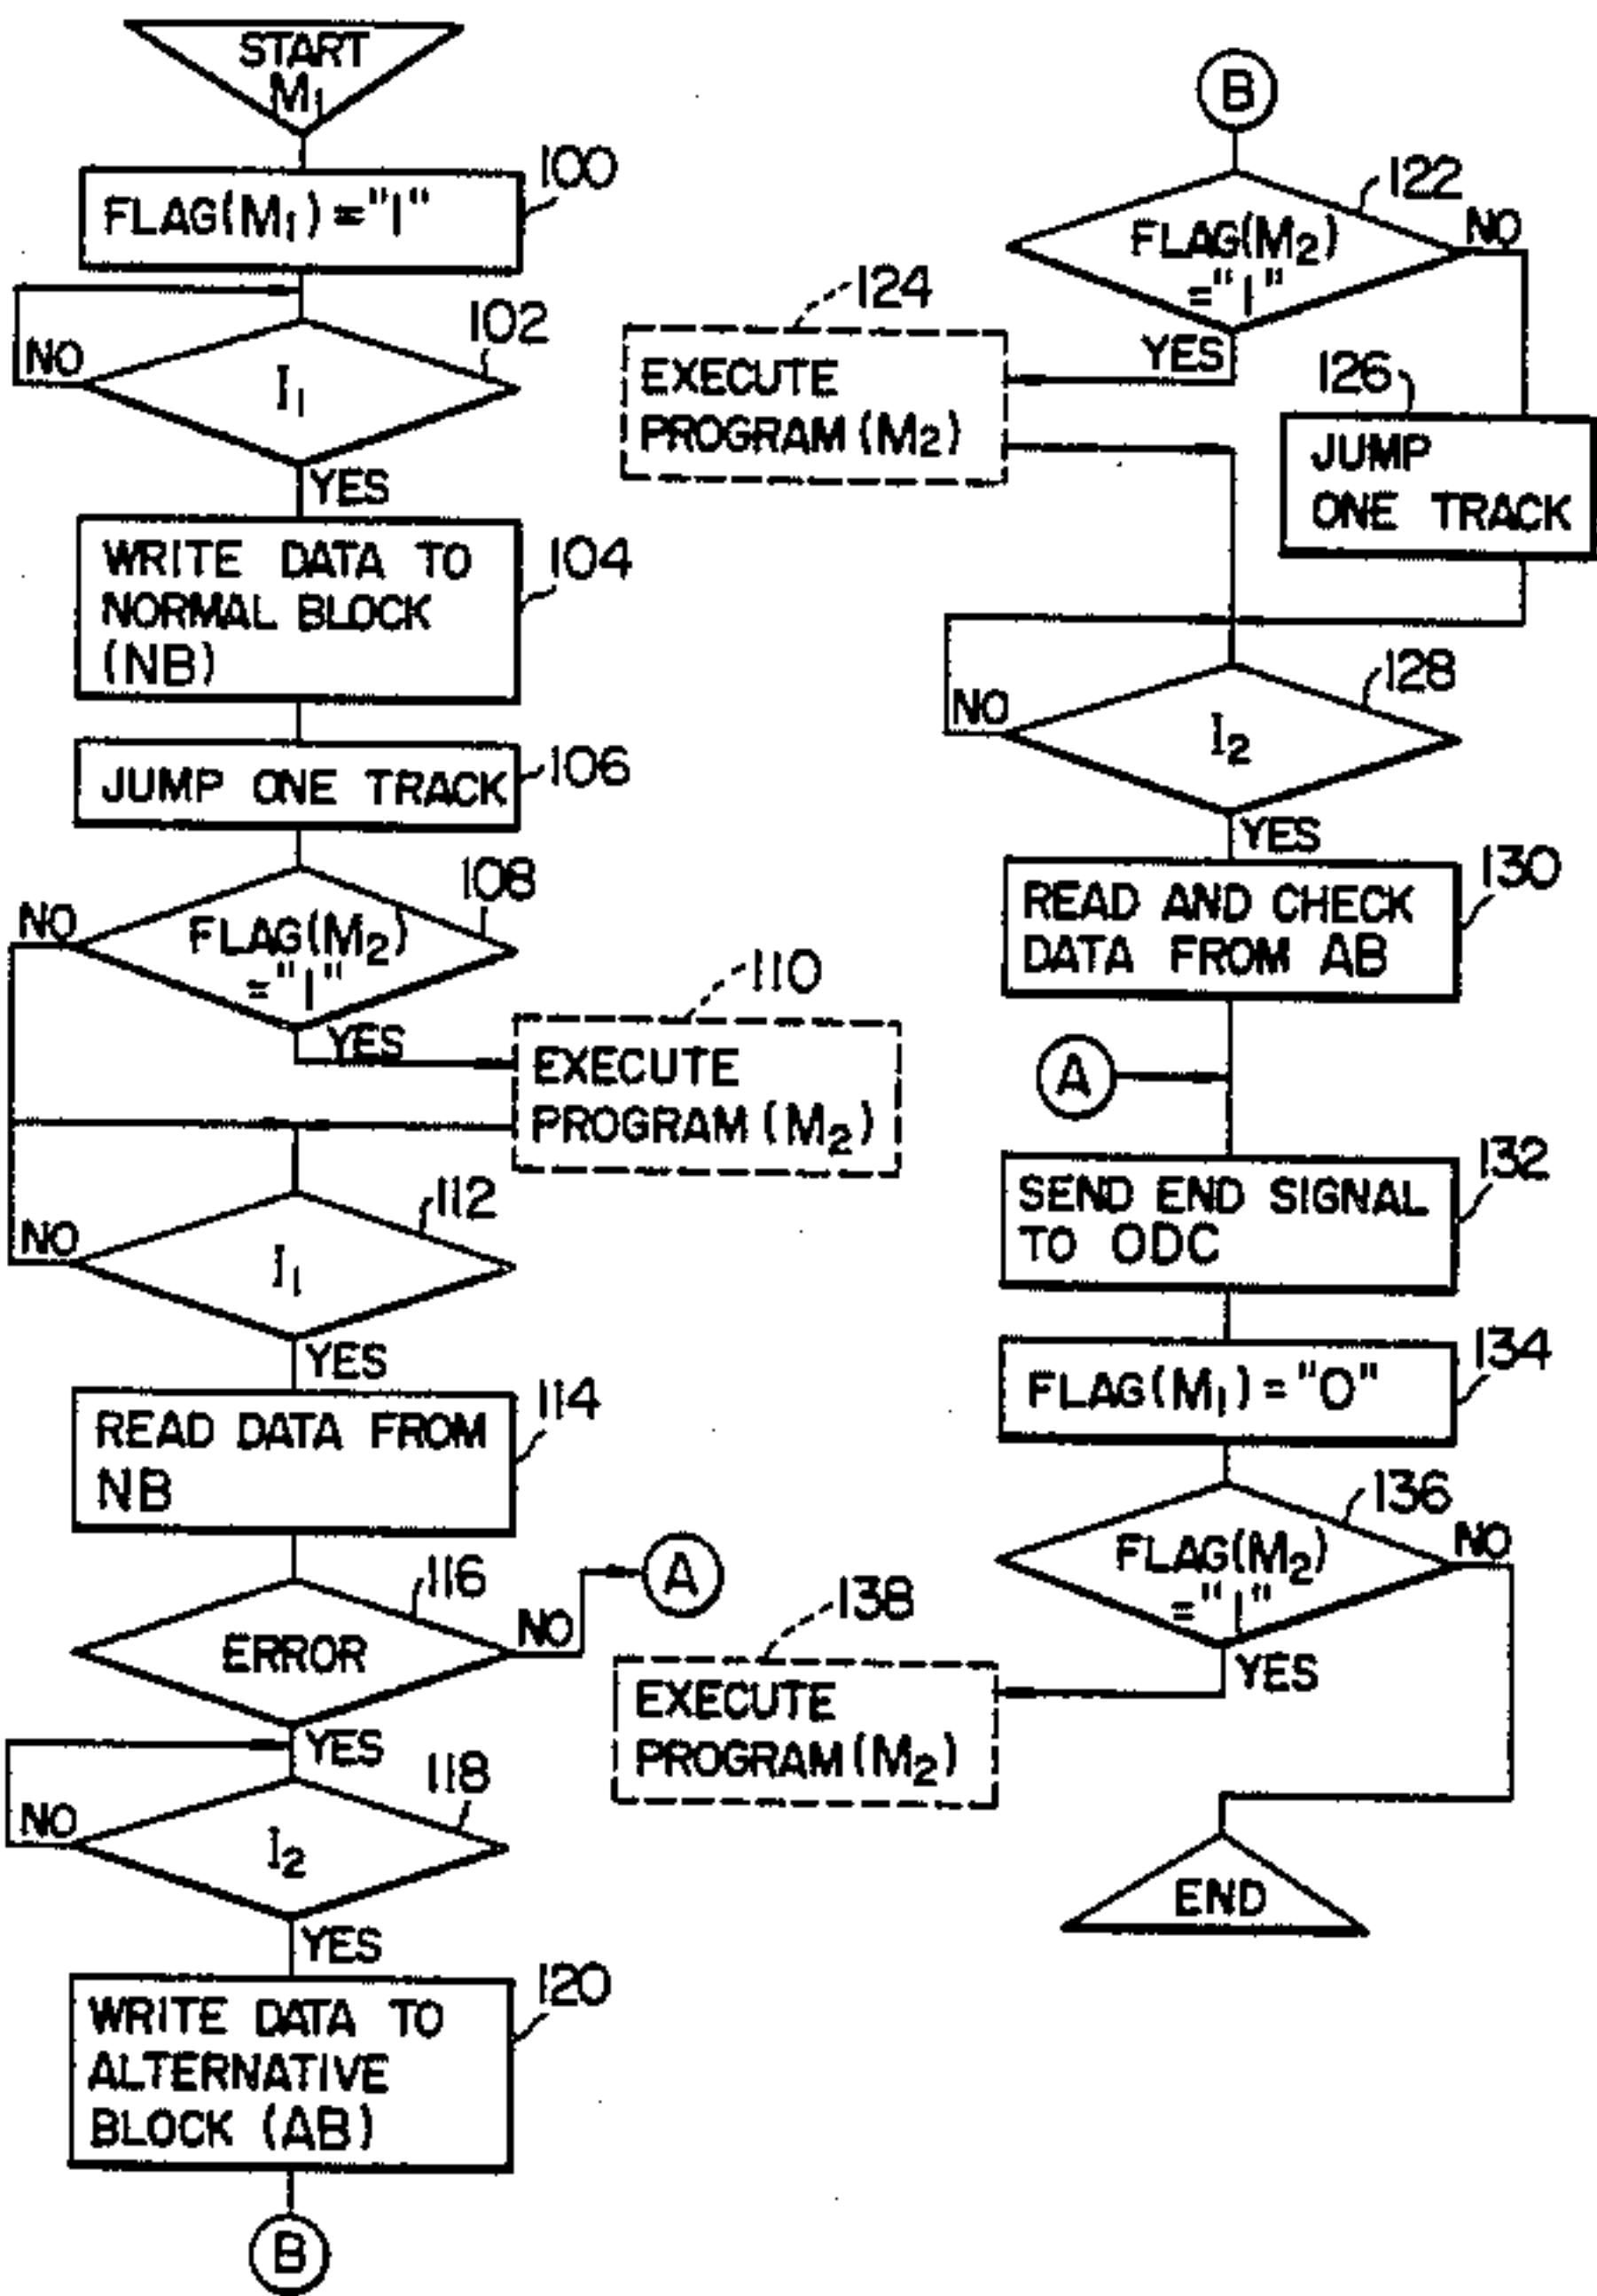 START
M1
100
FLAG(M1)="1"
102
NO
I1
YES
WRITE DATA TO
NORMAL BLOCK
(NB)
104
JUMP ONE TRACK
106
108
NO
FLAG(M2)
="1"
YES
110
EXECUTE
PROGRAM(M2)
112
NO
I1
YES
READ DATA FROM
NB
114
116
ERROR
NO
A
YES
118
NO
I2
YES
WRITE DATA TO
ALTERNATIVE
BLOCK (AB)
120
B
B
122
FLAG(M2)
="1"
NO
YES
124
EXECUTE
PROGRAM(M2)
126
JUMP
ONE TRACK
128
NO
I2
YES
READ AND CHECK
DATA FROM AB
130
A
SEND END SIGNAL
TO ODC
132
FLAG(M1)="0"
134
136
FLAG(M2)
="1"
NO
YES
138
EXECUTE
PROGRAM(M2)
END